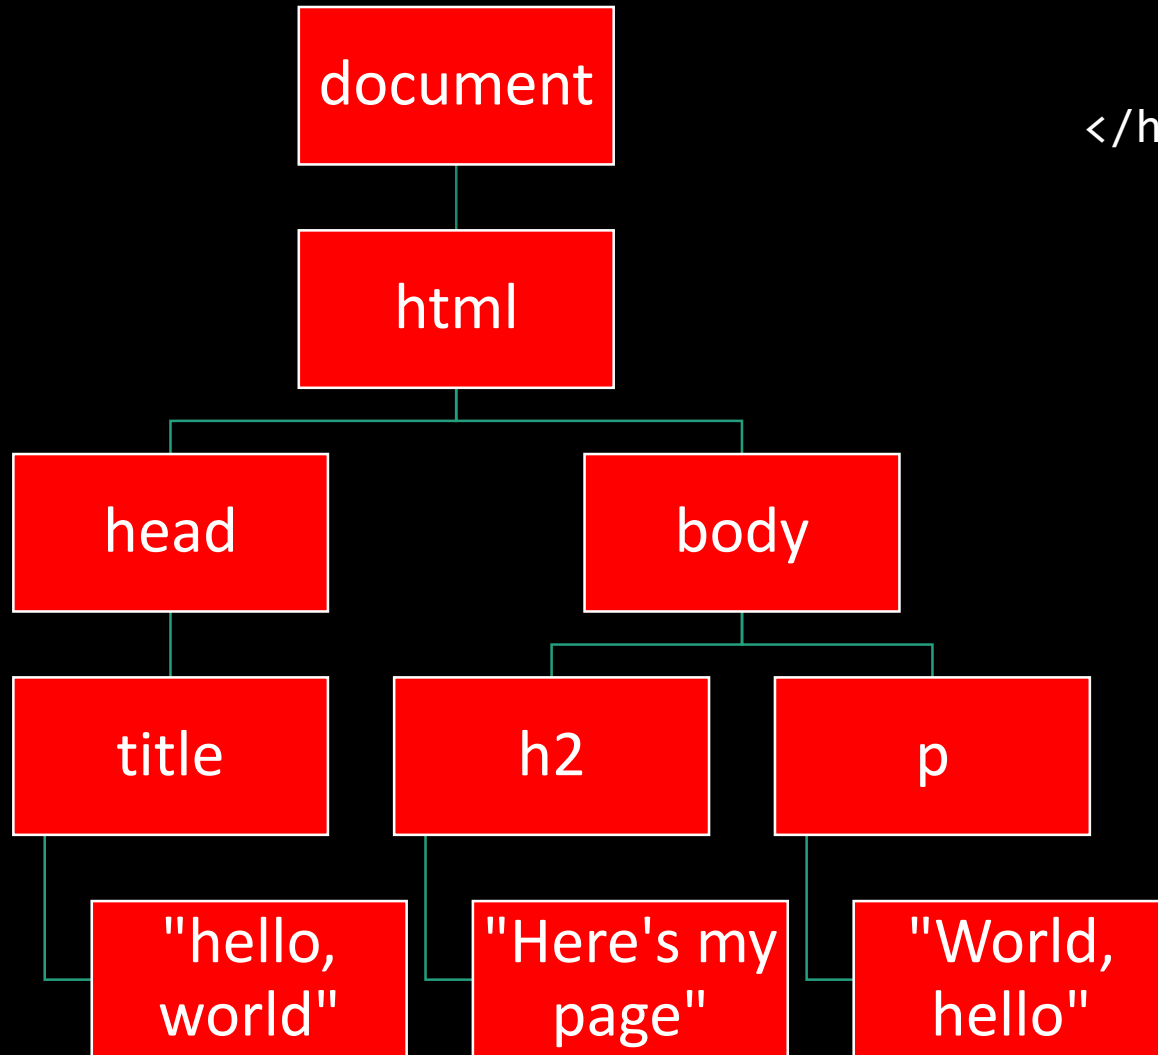 document
</h
html
head
body
title
h2
p
"hello,
world"
"Here's my
page"
"World,
hello"